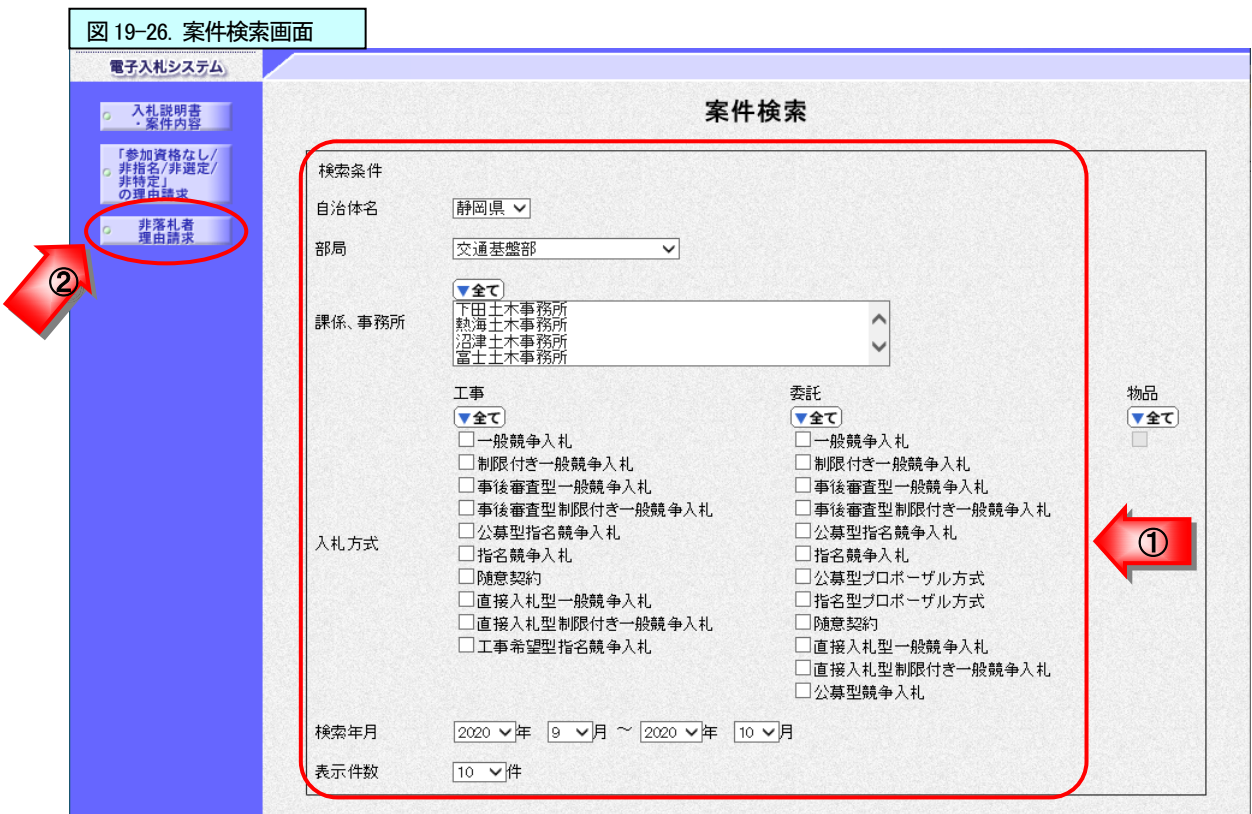 図 19-26. 案件検索画面
電子入札システム
入札説明書
・案件内容
「参加資格なし/
非指名/非選定/
非特定」
の理由請求
非落札者
理由請求
②
案件検索
検索条件
自治体名
静岡県
部局
交通基盤部
▼全て
課係、事務所
下田土木事務所
熱海土木事務所
沼津土木事務所
富士土木事務所
入札方式
工事
▼全て
一般競争入札
制限付き一般競争入札
事後審査型一般競争入札
事後審査型制限付き一般競争入札
公募型指名競争入札
指名競争入札
随意契約
直接入札型一般競争入札
直接入札型制限付き一般競争入札
工事希望型指名競争入札
委託
▼全て
一般競争入札
制限付き一般競争入札
事後審査型一般競争入札
事後審査型制限付き一般競争入札
公募型指名競争入札
指名競争入札
公募型プロポーザル方式
指名型プロポーザル方式
随意契約
直接入札型一般競争入札
直接入札型制限付き一般競争入札
公募型競争入札
物品
▼全て
①
検索年月
2020 年 9 月 ~ 2020 年 10 月
表示件数
10 件